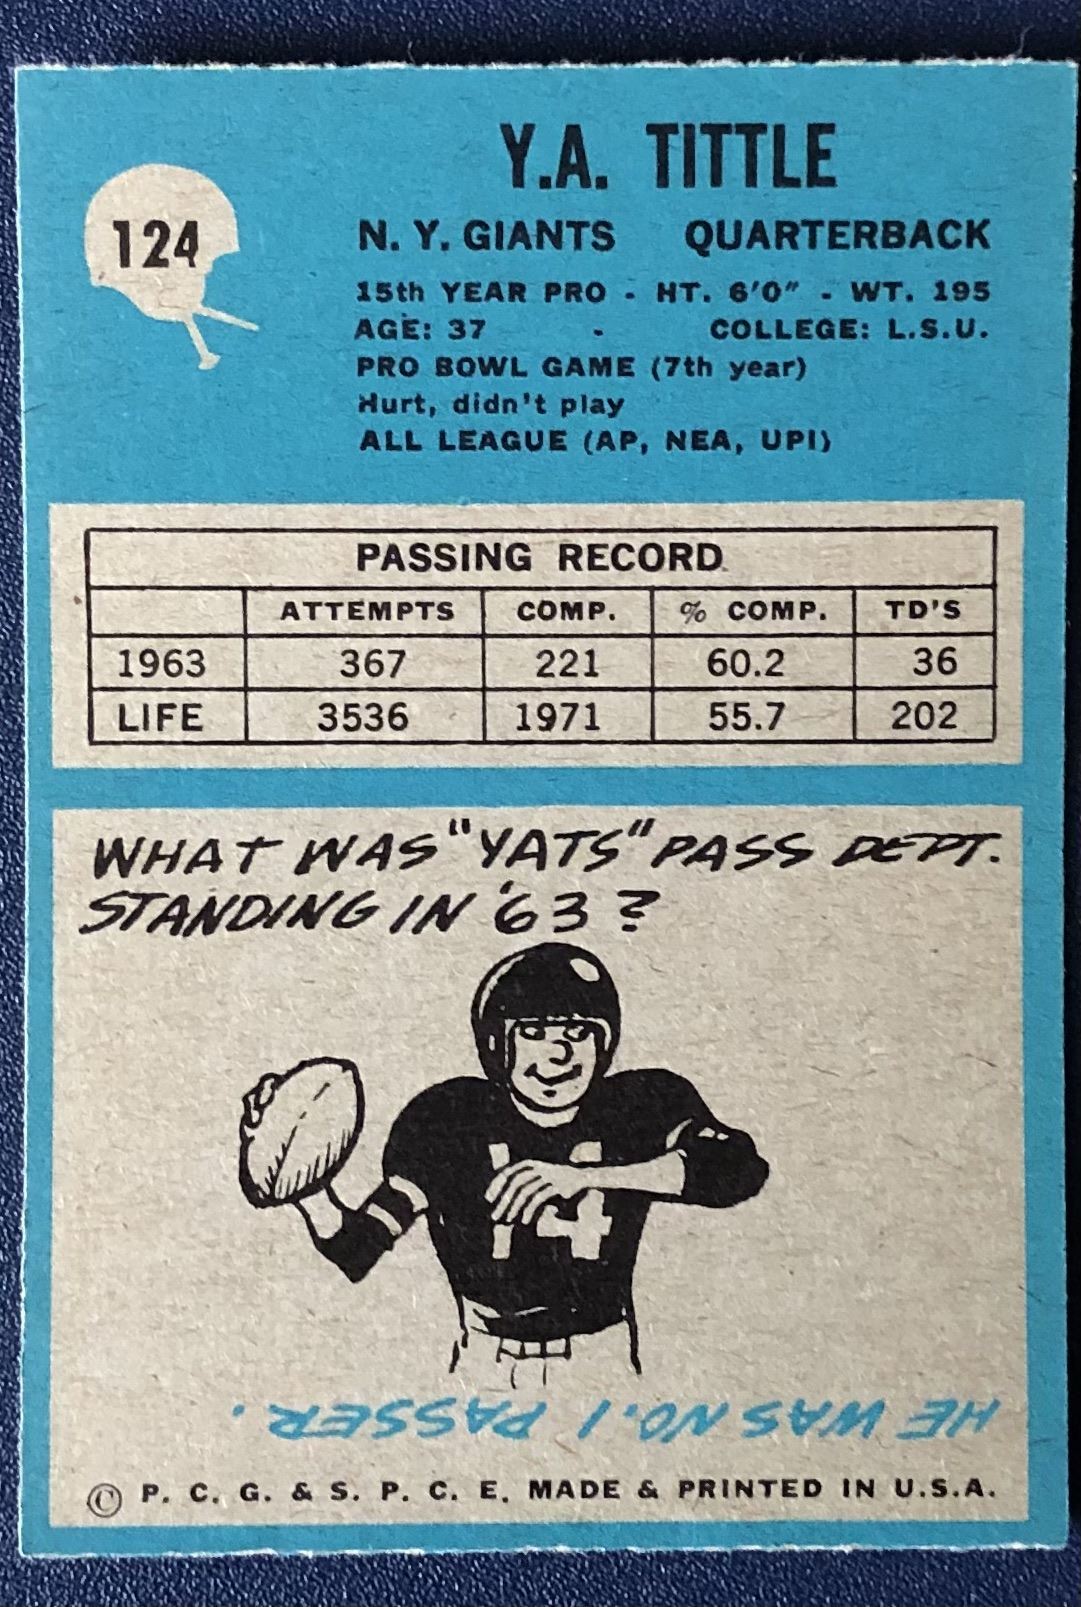 124
Y.A. TITTLE
N. Y. GIANTS QUARTERBACK
15th YEAR PRO - HT. 6'0" - WT. 195
AGE: 37 - COLLEGE: L.S.U.
PRO BOWL GAME (7th year)
Hurt, didn't play
ALL LEAGUE (AP, NEA, UPI)
PASSING RECORD
ATTEMPTS COMP. % COMP. TD'S
1963 367 221 60.2 36
LIFE 3536 1971 55.7 202
WHAT WAS "YATS" PASS DEPT.
STANDING IN '63?
14
HE WAS NO. 1 PASSER.
© P. C. G. & S. P. C. E. MADE & PRINTED IN U.S.A.